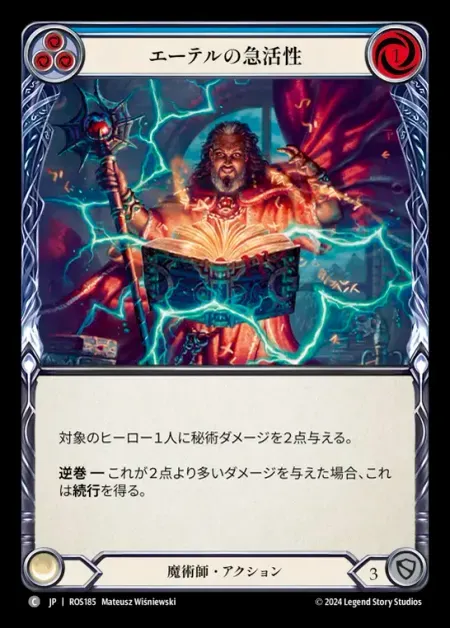 エーテルの急活性
1
対象のヒーロー1人に秘術ダメージを2点与える。
逆巻 ー これが2点より多いダメージを与えた場合、これ
は続行を得る。
魔術師・アクション
3
C JP | ROS185 Mateusz Wiśniewski
© 2024 Legend Story Studios